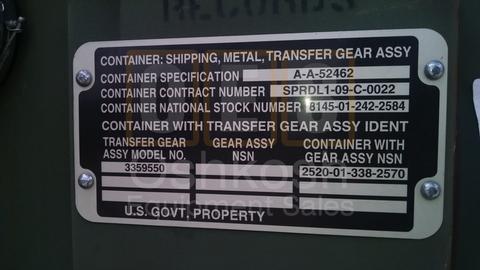 RECORDS
CONTAINER: SHIPPING, METAL, TRANSFER GEAR ASSY
CONTAINER SPECIFICATION A-A-52462
CONTAINER CONTRACT NUMBER SPRDL1-09-C-0022
CONTAINER NATIONAL STOCK NUMBER 8145-01-242-2584
CONTAINER WITH TRANSFER GEAR ASSY IDENT
TRANSFER GEAR GEAR ASSY CONTAINER WITH
ASSY MODEL NO. NSN GEAR ASSY NSN
3359550 2520-01-338-2570
U.S. GOVT, PROPERTY
Oshkosh
Equipment Sales